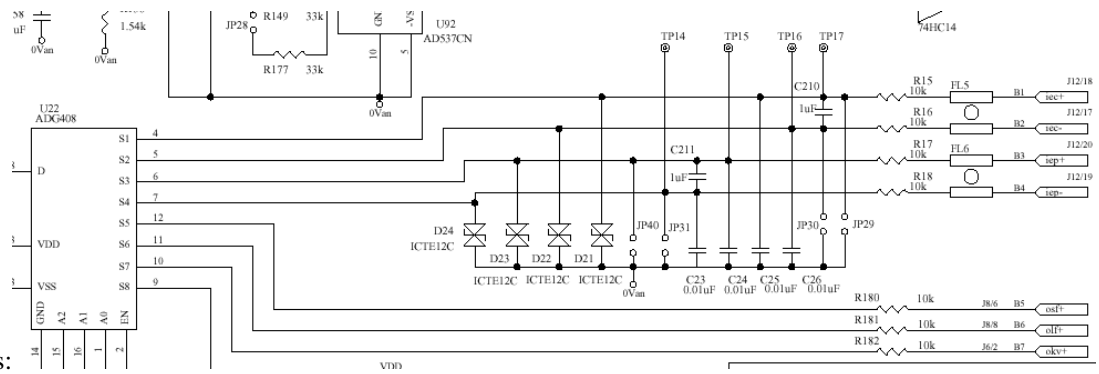 58
uF
0Van
1.54k
0Van
R149
33k
JP28
R177
33k
U92
AD537CN
10
5
0Van
74HC14
TP14
TP15
TP16
TP17
C210
1uF
R15
10k
FL5
B1
iec+
J12/18
R16
10k
B2
iec-
J12/17
R17
10k
FL6
B3
iep+
J12/20
R18
10k
B4
iep-
J12/19
U22
ADG408
D
VDD
VSS
GND
A2
A1
A0
EN
S1
S2
S3
S4
S5
S6
S7
S8
4
5
6
7
12
11
10
9
14
15
16
1
2
C211
1uF
D24
ICTE12C
D23
ICTE12C
D22
ICTE12C
D21
ICTE12C
JP40
JP31
JP30
JP29
0Van
C23
0.01uF
C24
0.01uF
C25
0.01uF
C26
0.01uF
R180
10k
J8/6
B5
osf+
R181
10k
J8/8
B6
olf+
R182
10k
J6/2
B7
okv+
s:
VDD